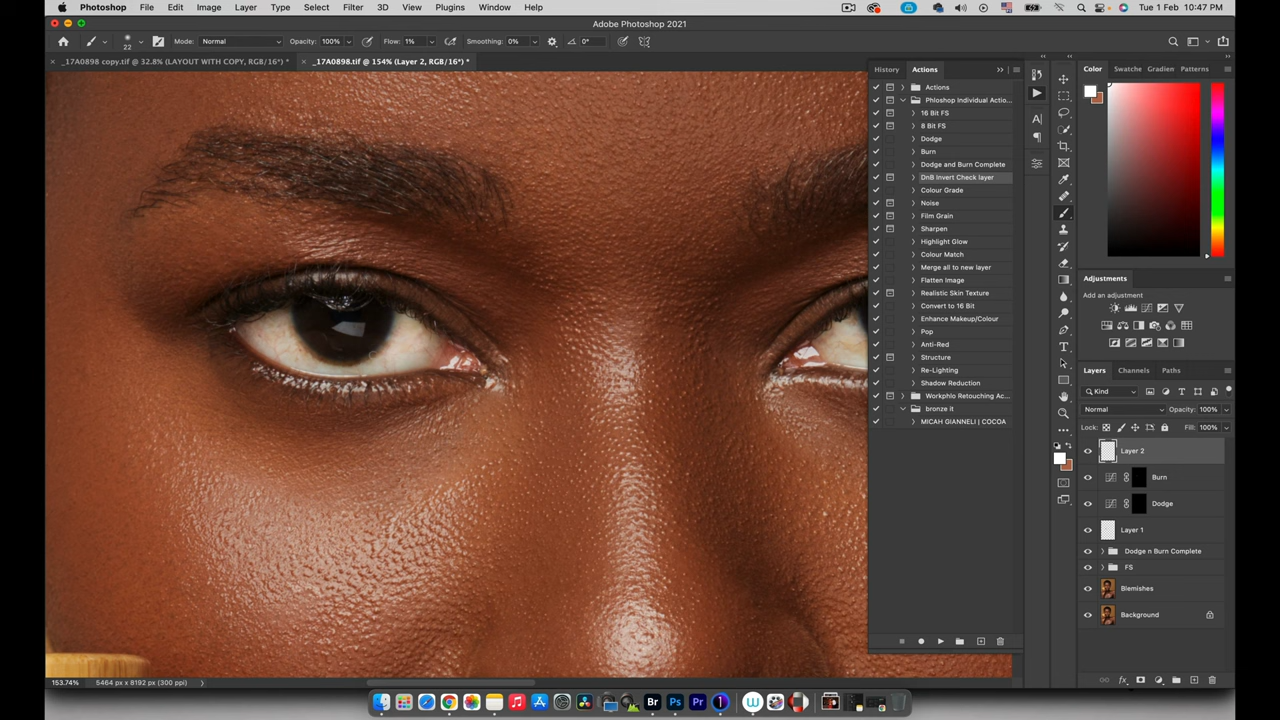 Photoshop File Edit Image Layer Type Select Filter 3D View Plugins Window Help Tue 1 Feb 10:47 PM
Adobe Photoshop 2021
22 Mode: Normal Opacity: 100% Flow: 1% Smoothing: 0% 0°
_17A0898 copy.tif @ 32.8% (LAYOUT WITH COPY, RGB/16*) * _17A0898.tif @ 154% (Layer 2, RGB/16*) *
History Actions
Actions
Phloshop Individual Actio...
16 Bit FS
8 Bit FS
Dodge
Burn
Dodge and Burn Complete
DnB Invert Check layer
Colour Grade
Noise
Film Grain
Sharpen
Highlight Glow
Colour Match
Merge all to new layer
Flatten Image
Realistic Skin Texture
Convert to 16 Bit
Enhance Makeup/Colour
Pop
Anti-Red
Structure
Re-Lighting
Shadow Reduction
Workphlo Retouching Ac...
bronze it
MICAH GIANNELI | COCOA
Color Swatche Gradien Patterns
Adjustments
Add an adjustment
Layers Channels Paths
Kind
Normal Opacity: 100%
Lock: Fill: 100%
Layer 2
Burn
Dodge
Layer 1
Dodge n Burn Complete
FS
Blemishes
Background
153.74% 5464 px x 8192 px (300 ppi)
Br Ps Pr